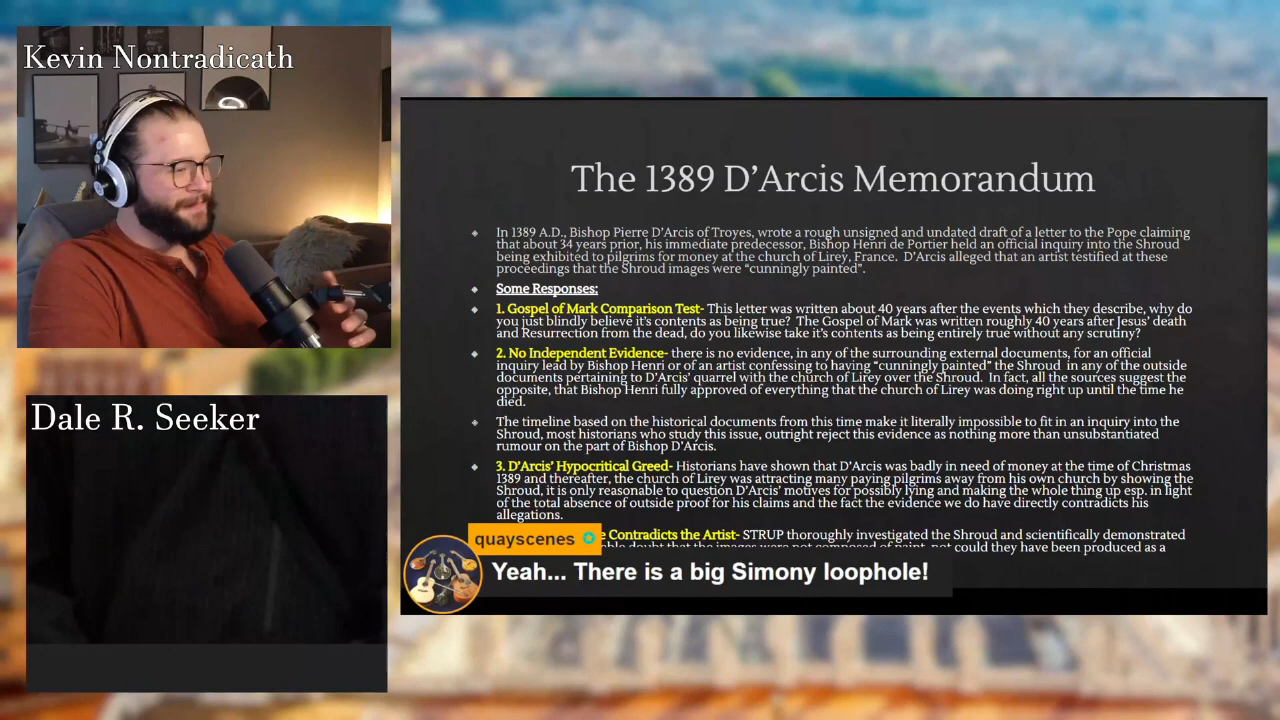 Kevin Nontradicath
Dale R. Seeker
The 1389 D'Arcis Memorandum
In 1389 A.D., Bishop Pierre D'Arcis of Troyes, wrote a rough unsigned and undated draft of a letter to the Pope claiming
that about 34 years prior, his immediate predecessor, Bishop Henri de Portier held an official inquiry into the Shroud
being exhibited to pilgrims for money at the church of Lirey, France. D'Arcis alleged that an artist testified at these
proceedings that the Shroud images were "cunningly painted".
Some Responses:
1. Gospel of Mark Comparison Test- This letter was written about 40 years after the events which they describe, why do
you just blindly believe it's contents as being true? The Gospel of Mark was written roughly 40 years after Jesus' death
and Resurrection from the dead, do you likewise take it's contents as being entirely true without any scrutiny?
2. No Independent Evidence- there is no evidence, in any of the surrounding external documents, for an official
inquiry lead by Bishop Henri or of an artist confessing to having "cunningly painted" the Shroud in any of the outside
documents pertaining to D'Arcis' quarrel with the church of Lirey over the Shroud. In fact, all the sources suggest the
opposite, that Bishop Henri fully approved of everything that the church of Lirey was doing right up until the time he
died.
The timeline based on the historical documents from this time make it literally impossible to fit in an inquiry into the
Shroud, most historians who study this issue, outright reject this evidence as nothing more than unsubstantiated
rumour on the part of Bishop D'Arcis.
3. D'Arcis' Hypocritical Greed- Historians have shown that D'Arcis was badly in need of money at the time of Christmas
1389 and thereafter, the church of Lirey was attracting many paying pilgrims away from his own church by showing the
Shroud, it is only reasonable to question D'Arcis' motives for possibly lying and making the whole thing up esp. in light
of the total absence of outside proof for his claims and the fact the evidence we do have directly contradicts his
allegations.
Contradicts the Artist- STRUP thoroughly investigated the Shroud and scientifically demonstrated
doubt that the images were not composed of paint, not could they have been produced as a
quayscenes
Yeah... There is a big Simony loophole!